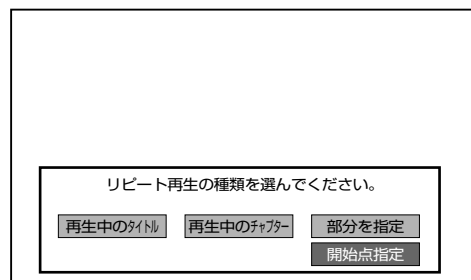 リピート再生の種類を選んでください。
再生中のﾀｲﾄﾙ 再生中のﾁｬﾌﾟﾀｰ 部分を指定
開始点指定